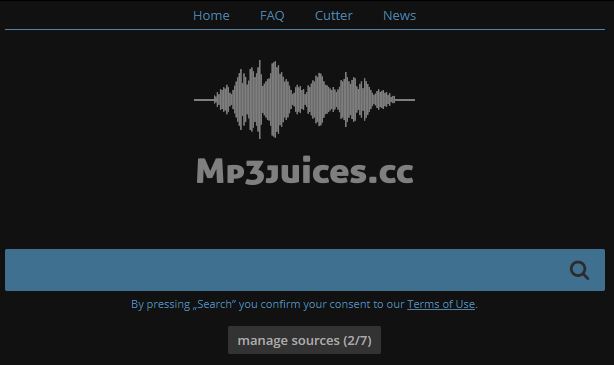 Home FAQ Cutter News
Mp3juices.cc
By pressing „Search“ you confirm your consent to our Terms of Use.
manage sources (2/7)